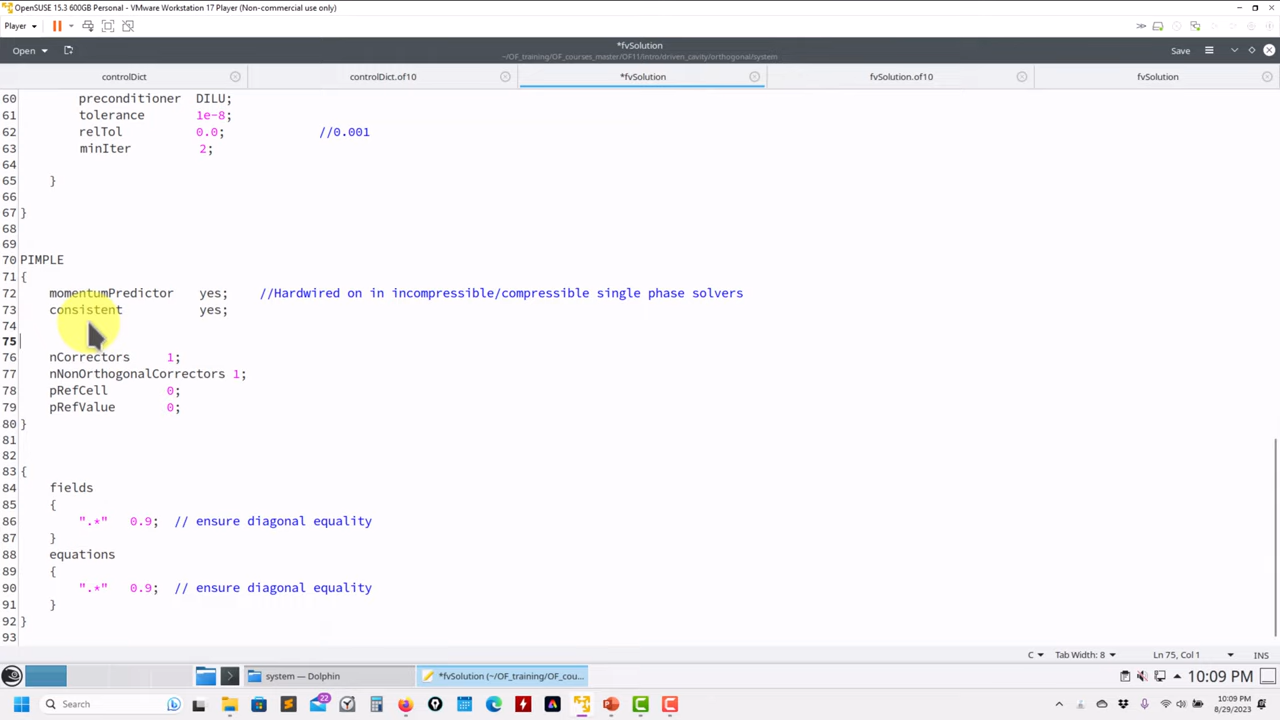 OpenSUSE 15.3 600GB Personal - VMware Workstation 17 Player (Non-commercial use only)
Player
Open
*fvSolution
~/OF_training/OF_courses_master/OF11/intro/driven_cavity/orthogonal/system
Save
controlDict
controlDict.of10
*fvSolution
fvSolution.of10
fvSolution
60 preconditioner DILU;
61 tolerance 1e-8;
62 relTol 0.0; //0.001
63 minIter 2;
64
65 }
66
67 }
68
69
70 PIMPLE
71 {
72 momentumPredictor yes; //Hardwired on in incompressible/compressible single phase solvers
73 consistent yes;
74
75
76 nCorrectors 1;
77 nNonOrthogonalCorrectors 1;
78 pRefCell 0;
79 pRefValue 0;
80 }
81
82
83 {
84 fields
85 {
86 ".*" 0.9; // ensure diagonal equality
87 }
88 equations
89 {
90 ".*" 0.9; // ensure diagonal equality
91 }
92 }
93
C Tab Width: 8 Ln 75, Col 1 INS
system — Dolphin
*fvSolution (~/OF_training/OF_cou...
10:09 PM
Search
22
10:09 PM
8/29/2023